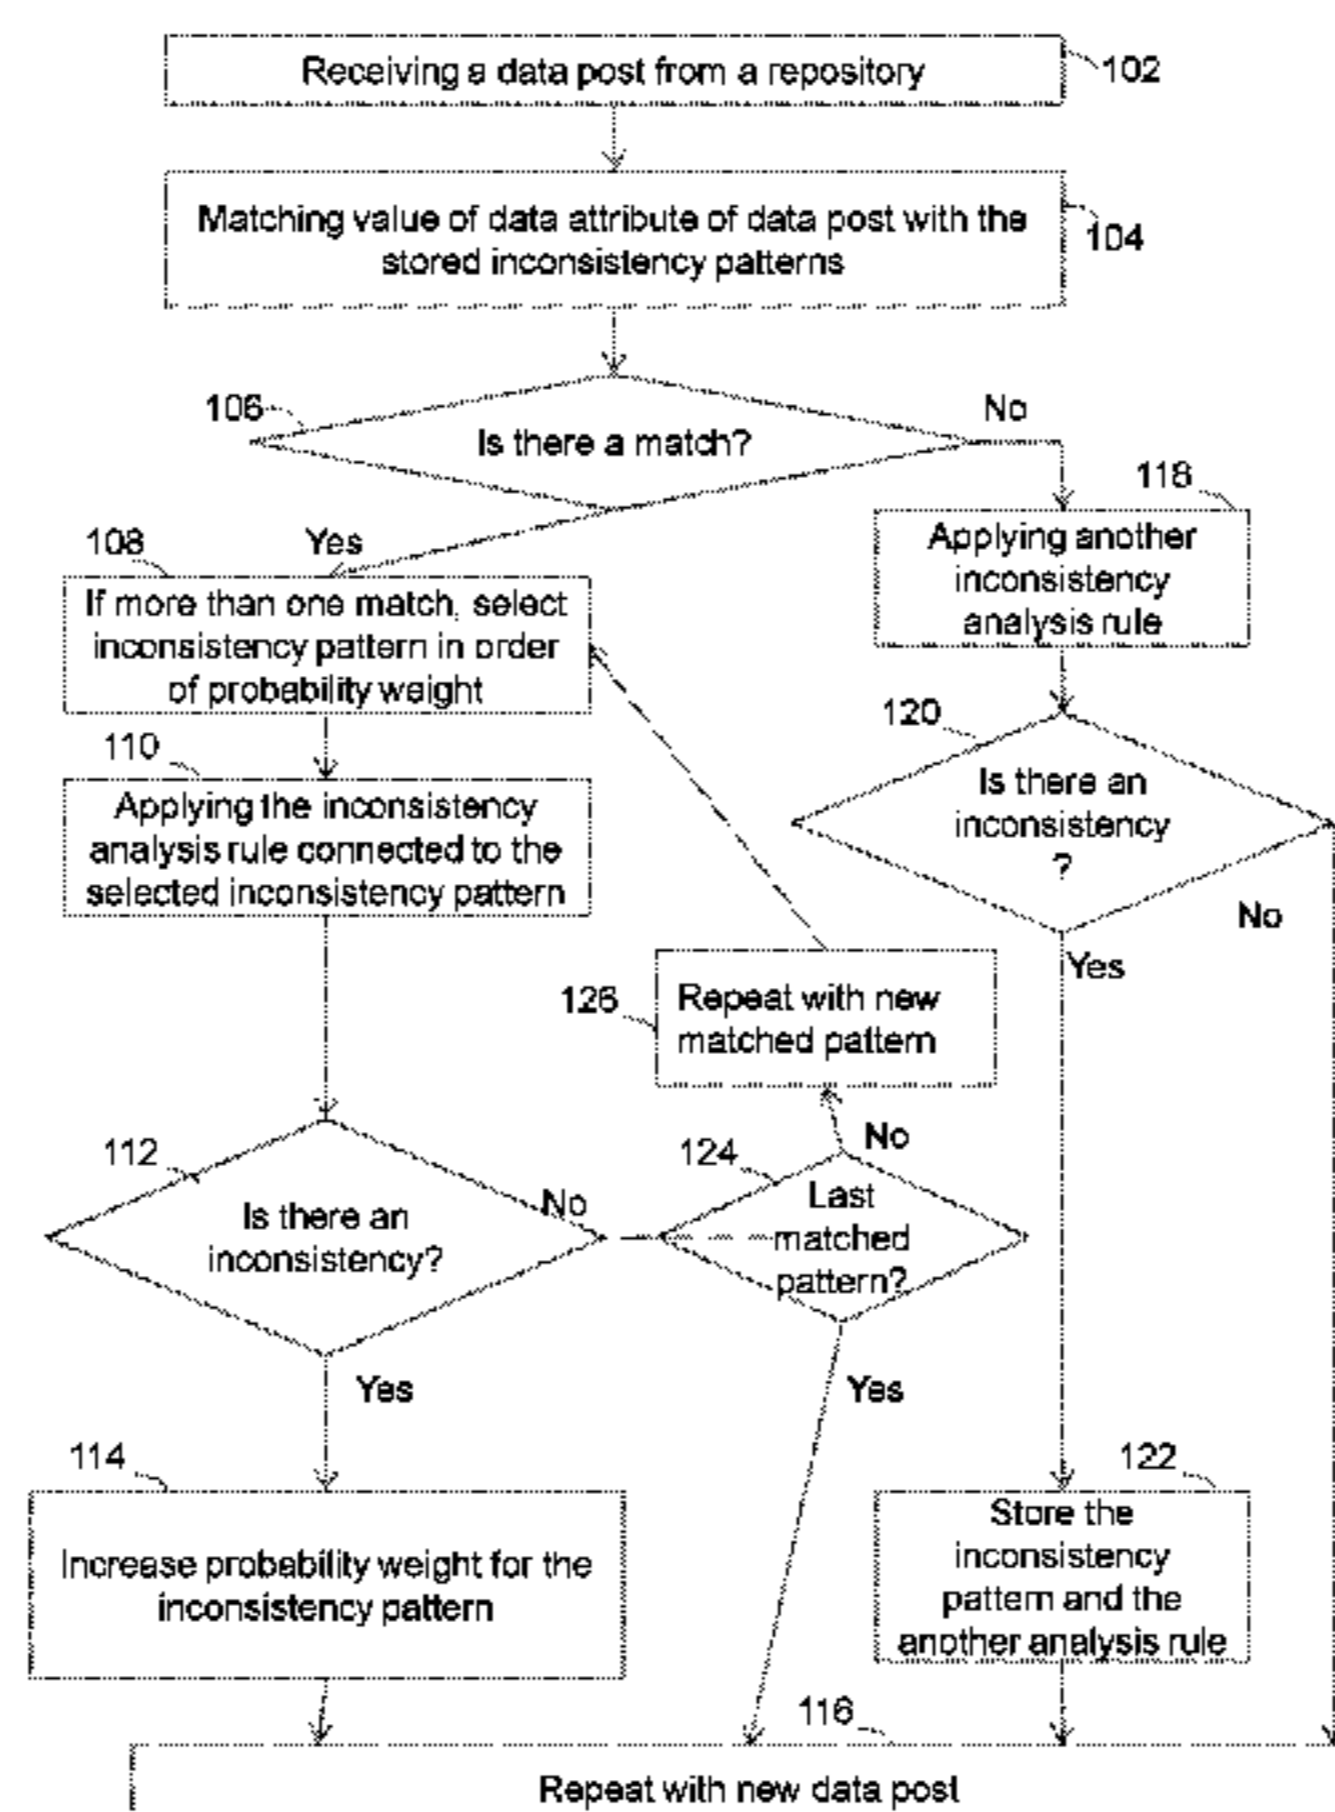 Receiving a data post from a repository
102
Matching value of data attribute of data post with the
stored inconsistency patterns
104
106
Is there a match?
No
Yes
108
If more than one match, select
inconsistency pattern in order
of probability weight
118
Applying another
inconsistency
analysis rule
110
Applying the inconsistency
analysis rule connected to the
selected inconsistency pattern
120
Is there an
inconsistency
?
No
Yes
126
Repeat with new
matched pattern
112
Is there an
inconsistency?
No
124
Last
matched
pattern?
No
Yes
Yes
114
Increase probability weight for the
inconsistency pattern
122
Store the
inconsistency
pattern and the
another analysis rule
116
Repeat with new data post